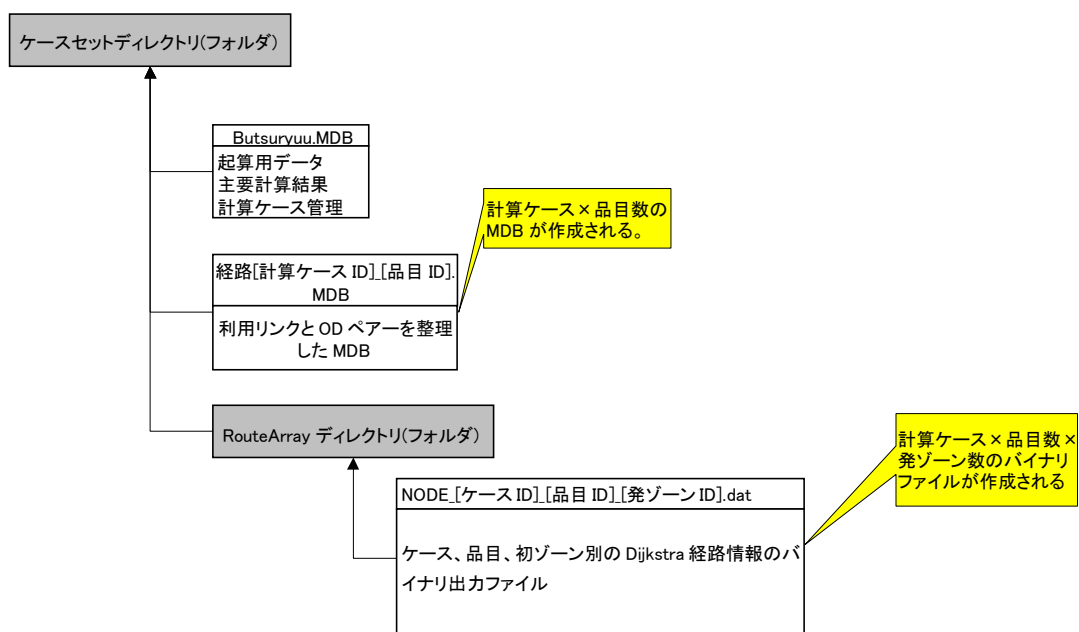 ケースセットディレクトリ(フォルダ)
Butsuryuu.MDB
起算用データ
主要計算結果
計算ケース管理
計算ケース×品目数の
MDB が作成される。
経路[計算ケース ID]_[品目 ID].
MDB
利用リンクと OD ペアーを整理
した MDB
RouteArray ディレクトリ(フォルダ)
計算ケース×品目数×
発ゾーン数のバイナリ
ファイルが作成される
NODE_[ケース ID]_[品目 ID]_[発ゾーン ID].dat
ケース、品目、初ゾーン別の Dijkstra 経路情報のバ
イナリ出力ファイル